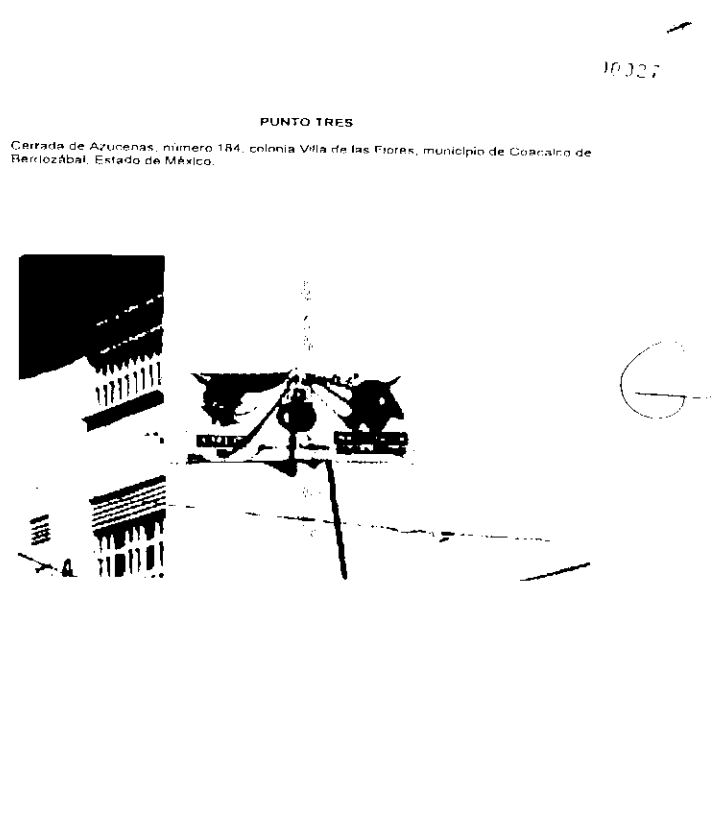 00327
PUNTO TRES
Cerrada de Azucenas, número 184, colonia Villa de las Flores, municipio de Coacalco de
Berriozábal, Estado de México.